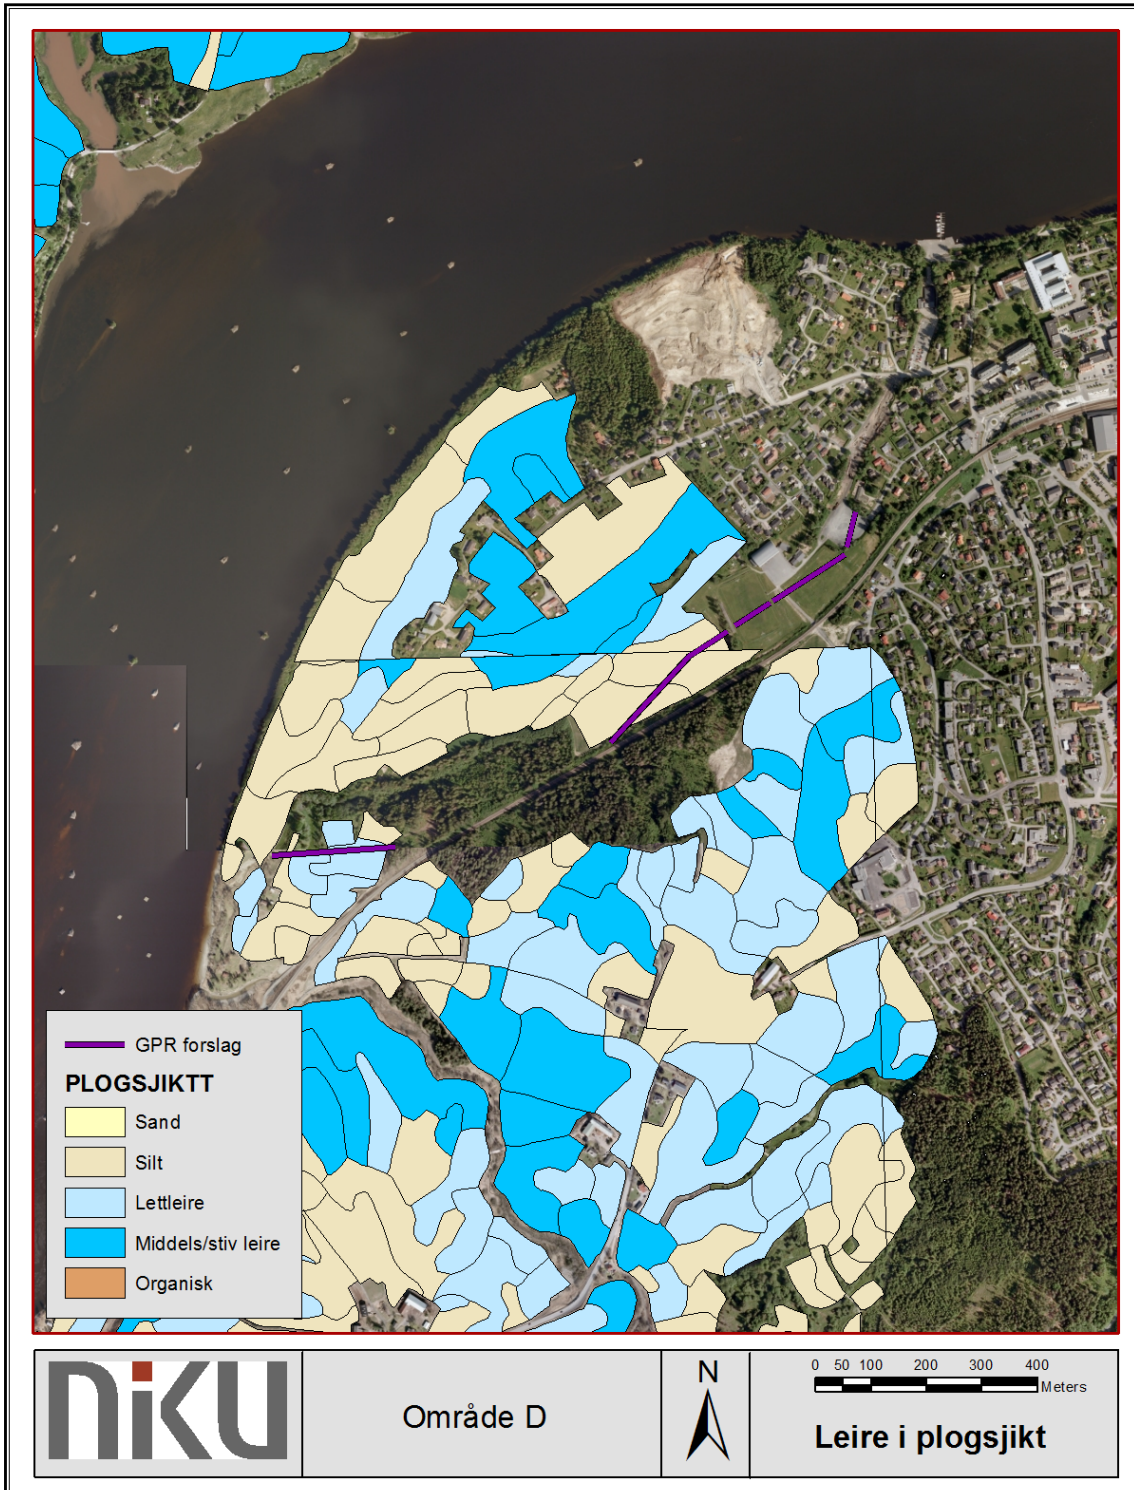 GPR forslag
PLOGSJIKTT
Sand
Silt
Lettleire
Middels/stiv leire
Organisk
NiKU
Område D
N
0 50 100 200 300 400
Meters
Leire i plogsjikt